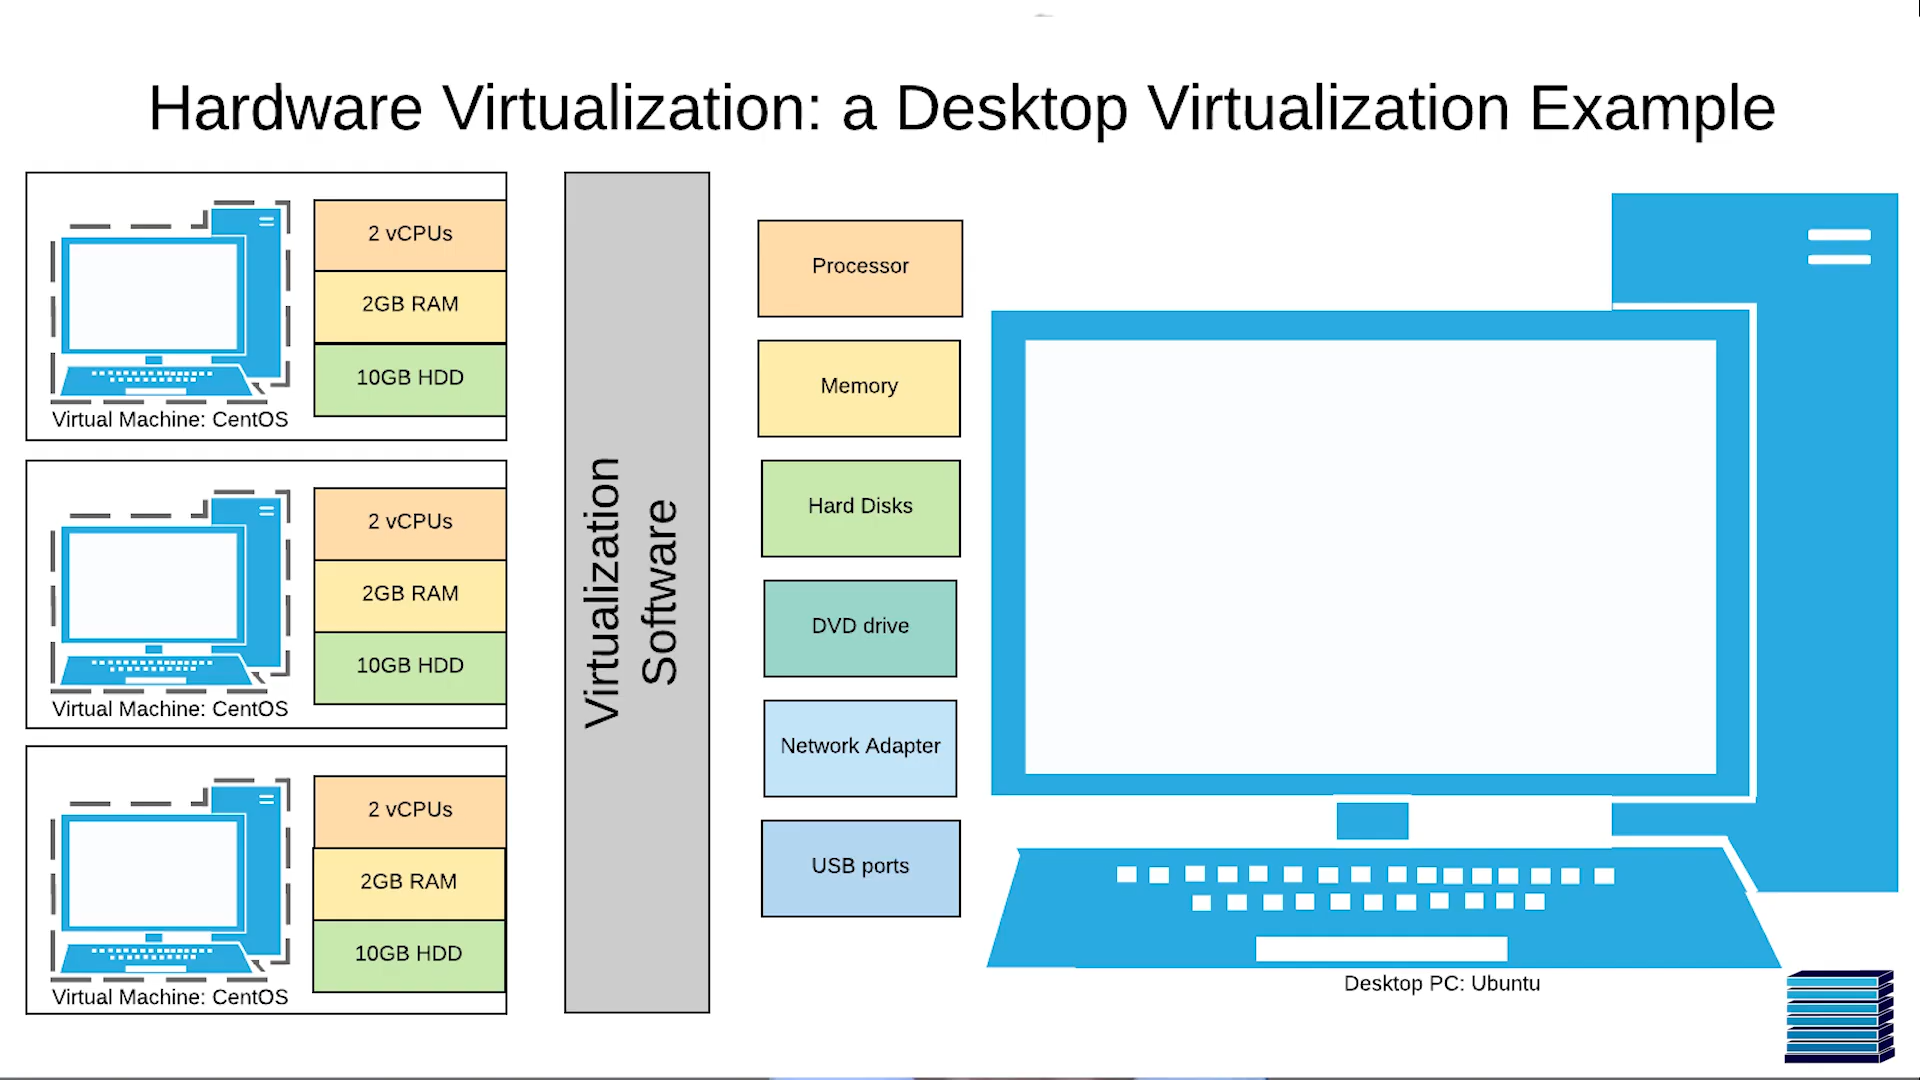 Hardware Virtualization: a Desktop Virtualization Example
2 vCPUs
2GB RAM
10GB HDD
Virtual Machine: CentOS
2 vCPUs
2GB RAM
10GB HDD
Virtual Machine: CentOS
2 vCPUs
2GB RAM
10GB HDD
Virtual Machine: CentOS
Virtualization
Software
Processor
Memory
Hard Disks
DVD drive
Network Adapter
USB ports
Desktop PC: Ubuntu